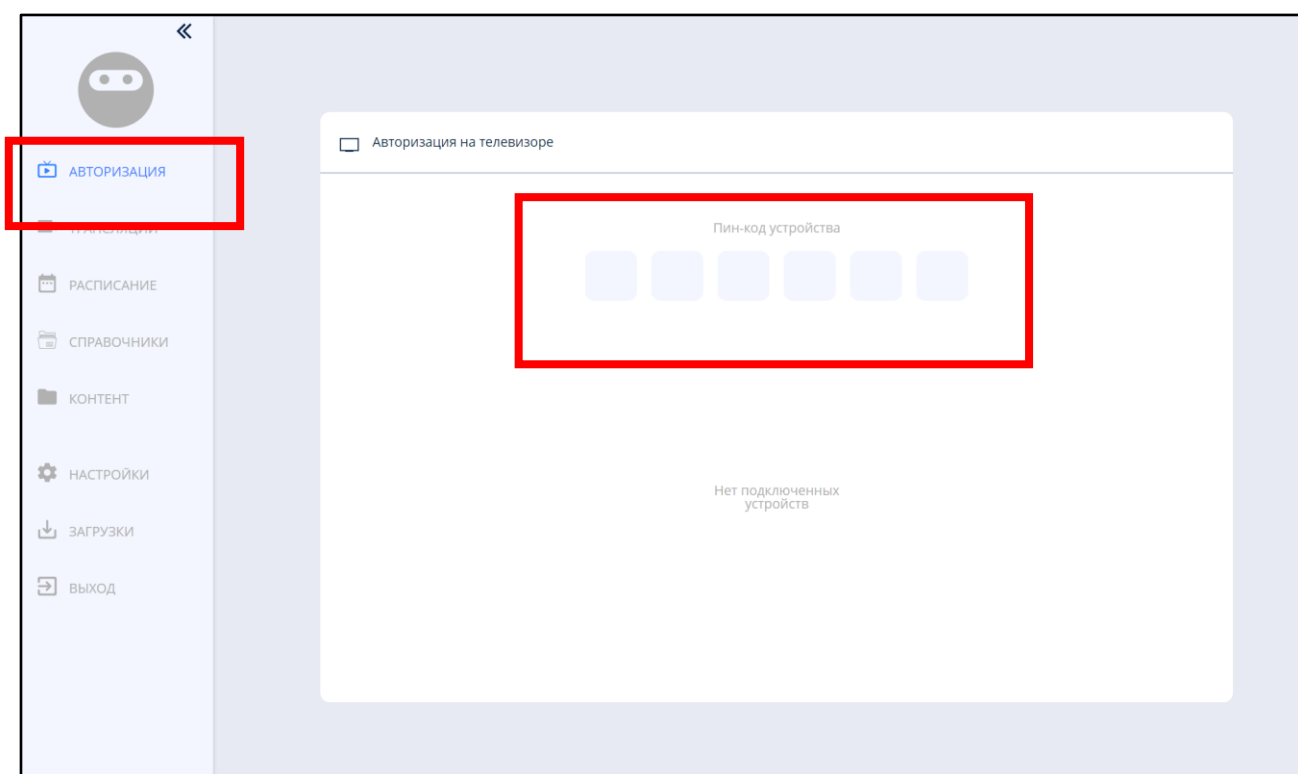 АВТОРИЗАЦИЯ
РАСПИСАНИЕ
СПРАВОЧНИКИ
КОНТЕНТ
НАСТРОЙКИ
ЗАГРУЗКИ
ВЫХОД
Авторизация на телевизоре
Пин-код устройства
Нет подключенных
устройств